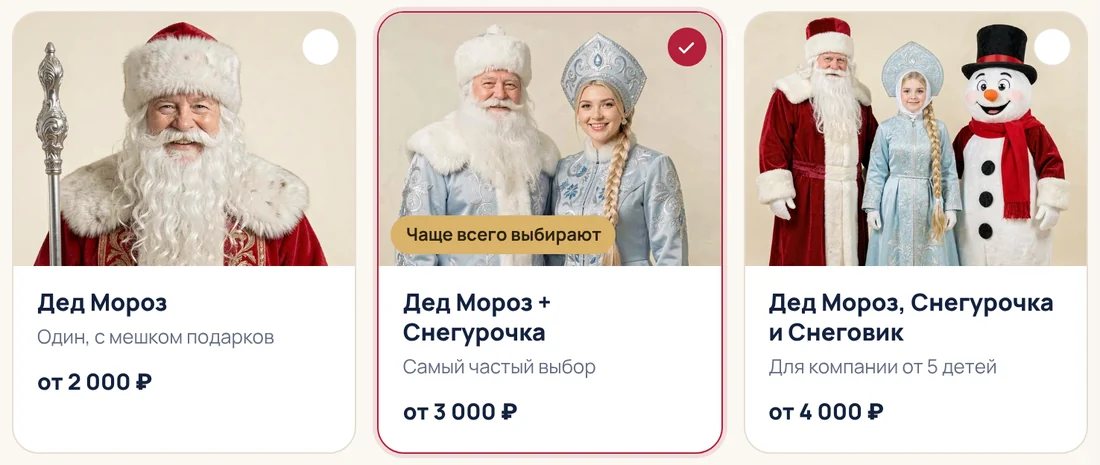 Чаще всего выбирают
Дед Мороз
Один, с мешком подарков
от 2 000 ₽
Дед Мороз +
Снегурочка
Самый частый выбор
от 3 000 ₽
Дед Мороз, Снегурочка
и Снеговик
Для компании от 5 детей
от 4 000 ₽